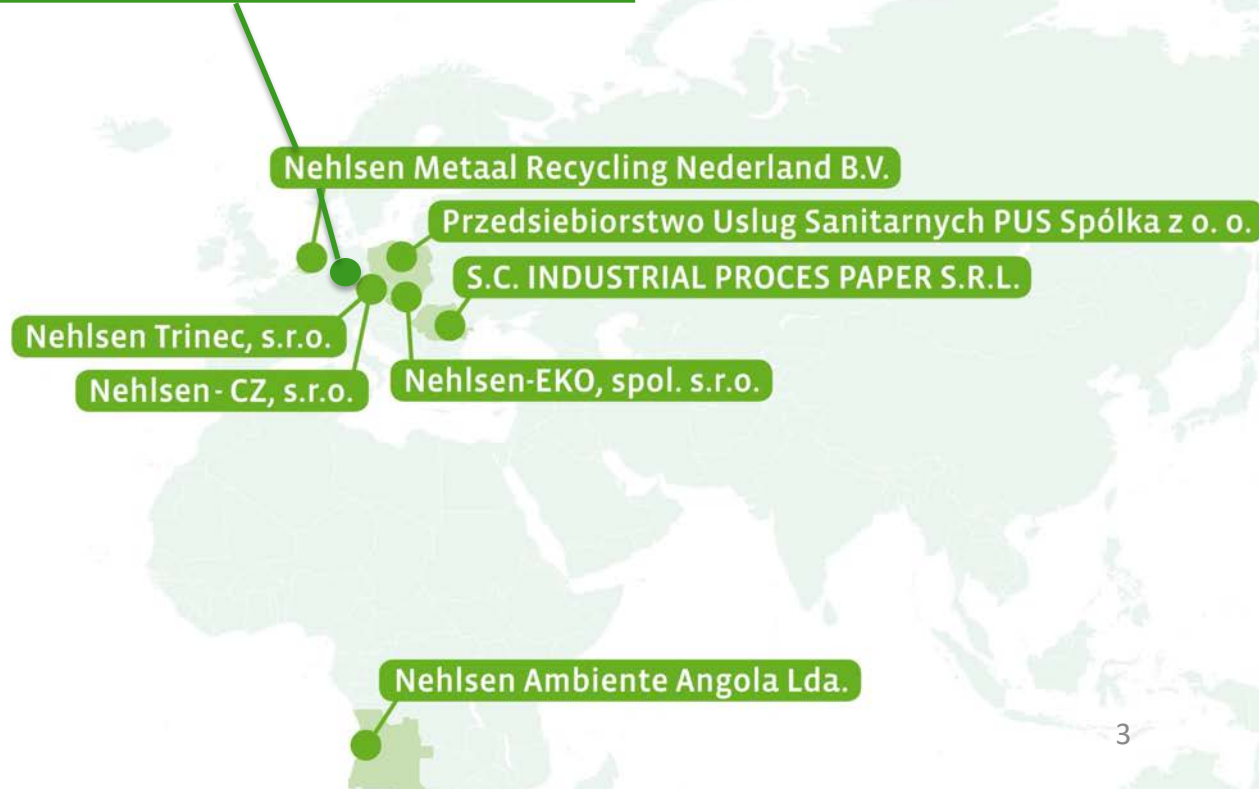 Nehlsen Metaal Recycling Nederland B.V.
Przedsiebiorstwo Uslug Sanitarnych PUS Spólka z o. o.
S.C. INDUSTRIAL PROCES PAPER S.R.L.
Nehlsen Trinec, s.r.o.
Nehlsen-EKO, spol. s.r.o.
Nehlsen- CZ, s.r.o.
Nehlsen Ambiente Angola Lda.
3